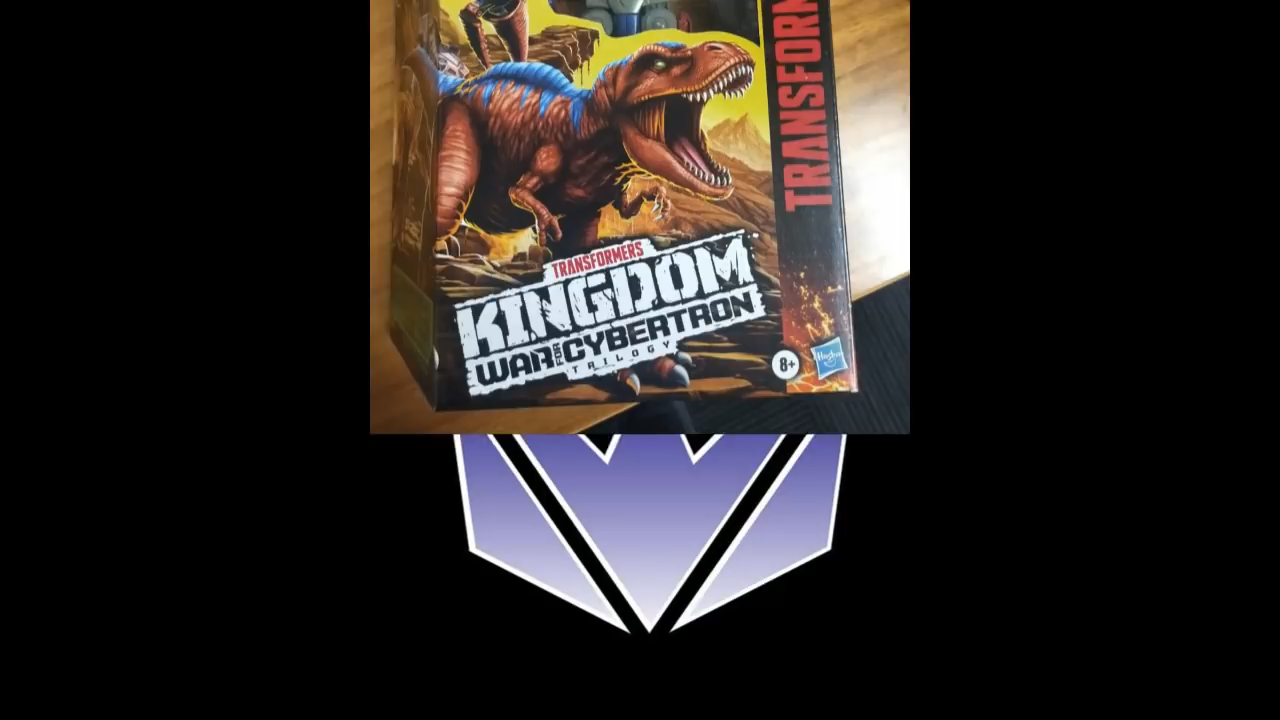 TRANSFORM
TRANSFORMERS
KINGDOM
WAR FOR CYBERTRON
TRILOGY
8+
Hasbro